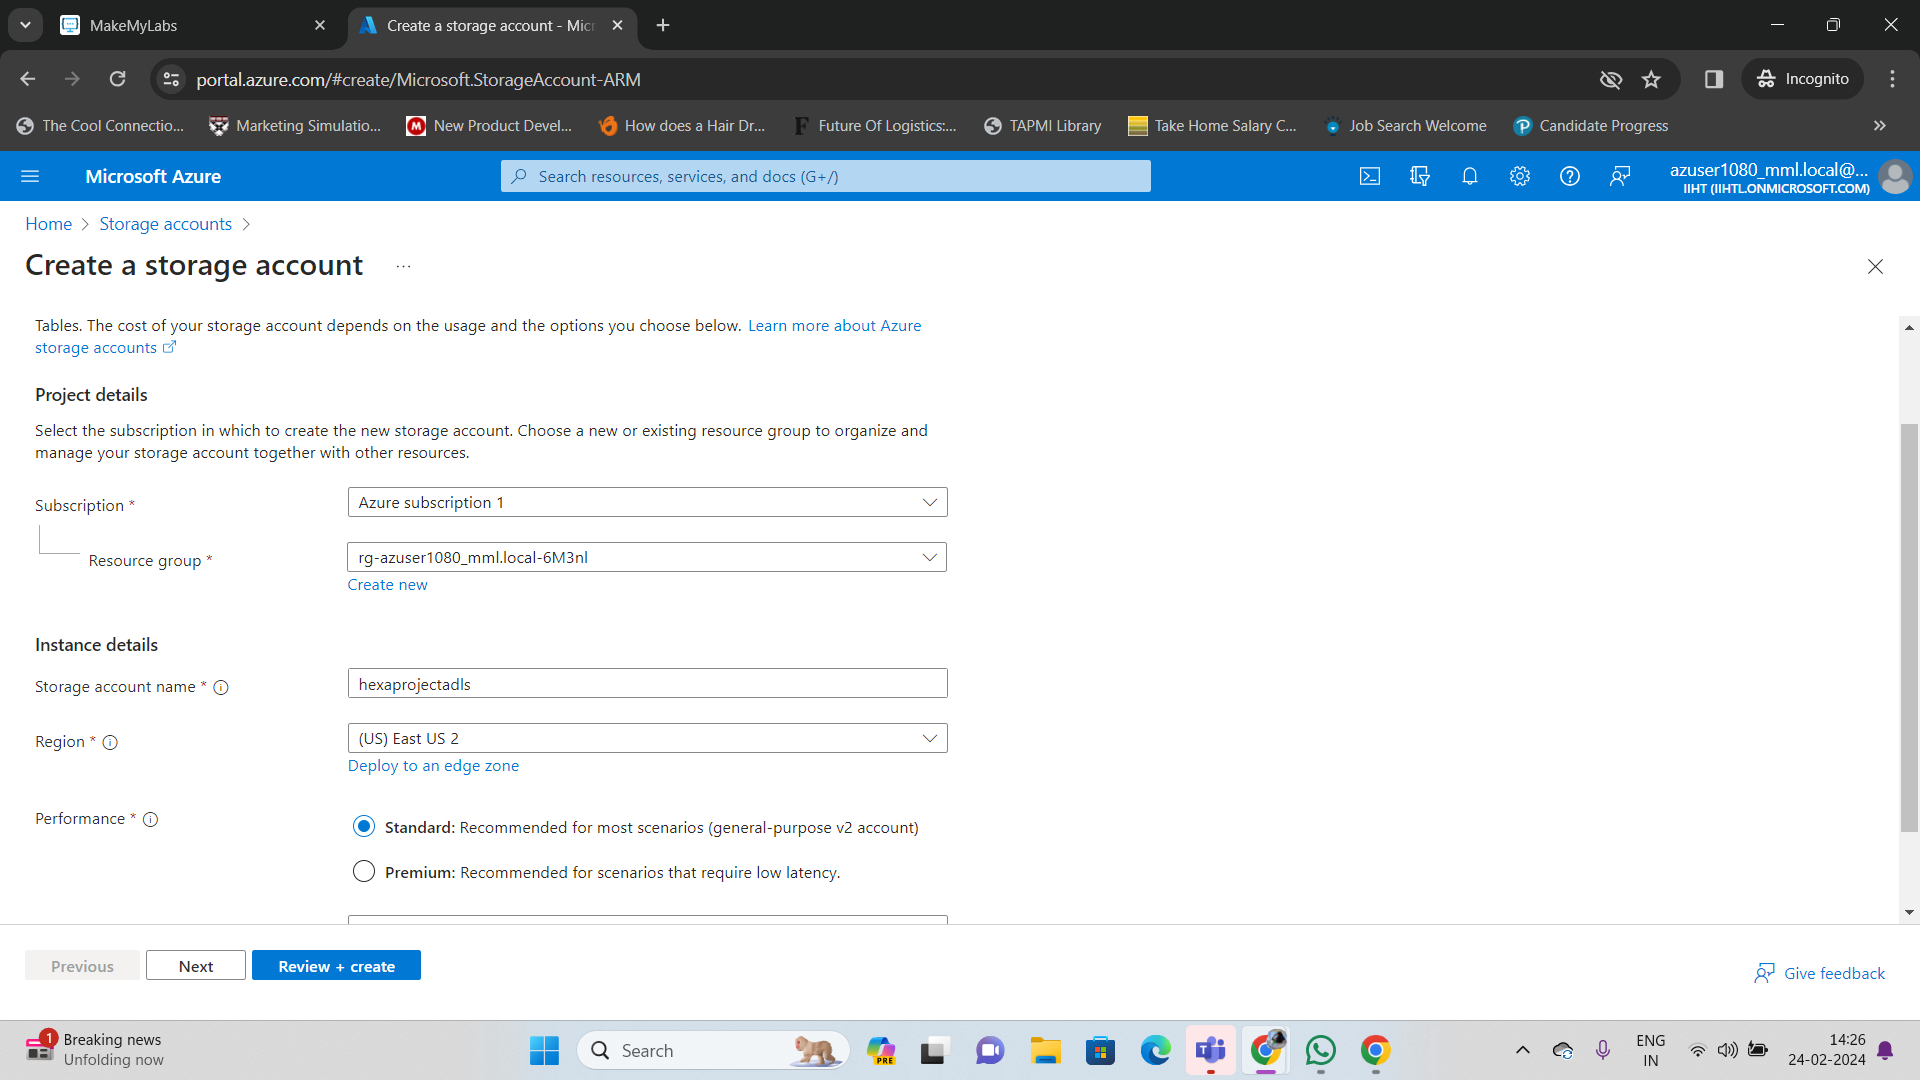 MakeMyLabs
Create a storage account - Mic
portal.azure.com/#create/Microsoft.StorageAccount-ARM
Incognito
The Cool Connectio...
Marketing Simulatio...
New Product Devel...
How does a Hair Dr...
Future Of Logistics:...
TAPMI Library
Take Home Salary C...
Job Search Welcome
Candidate Progress
Microsoft Azure
Search resources, services, and docs (G+/)
azuser1080_mml.local@...
IIHT (IIHTL.ONMICROSOFT.COM)
Home > Storage accounts >
Create a storage account ...
Tables. The cost of your storage account depends on the usage and the options you choose below. Learn more about Azure
storage accounts
Project details
Select the subscription in which to create the new storage account. Choose a new or existing resource group to organize and
manage your storage account together with other resources.
Subscription *
Azure subscription 1
Resource group *
rg-azuser1080_mml.local-6M3nl
Create new
Instance details
Storage account name *
hexaprojectadls
Region *
(US) East US 2
Deploy to an edge zone
Performance *
Standard: Recommended for most scenarios (general-purpose v2 account)
Premium: Recommended for scenarios that require low latency.
Previous
Next
Review + create
Give feedback
1
Breaking news
Unfolding now
Search
PRE
ENG
IN
14:26
24-02-2024